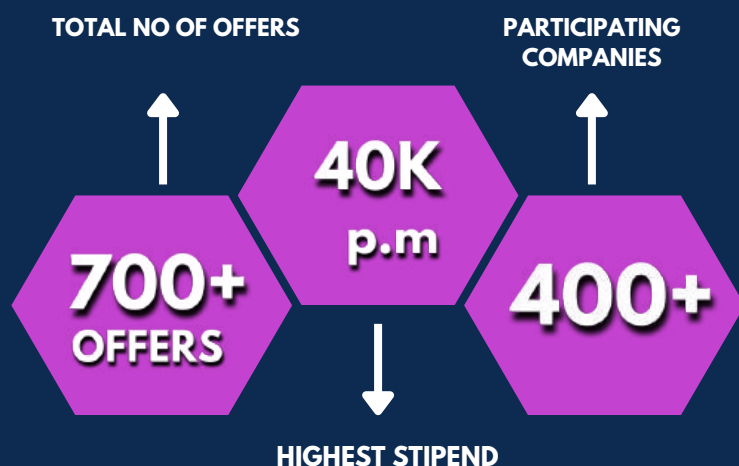 TOTAL NO OF OFFERS
PARTICIPATING
COMPANIES
40K
p.m
700+
OFFERS
400+
HIGHEST STIPEND